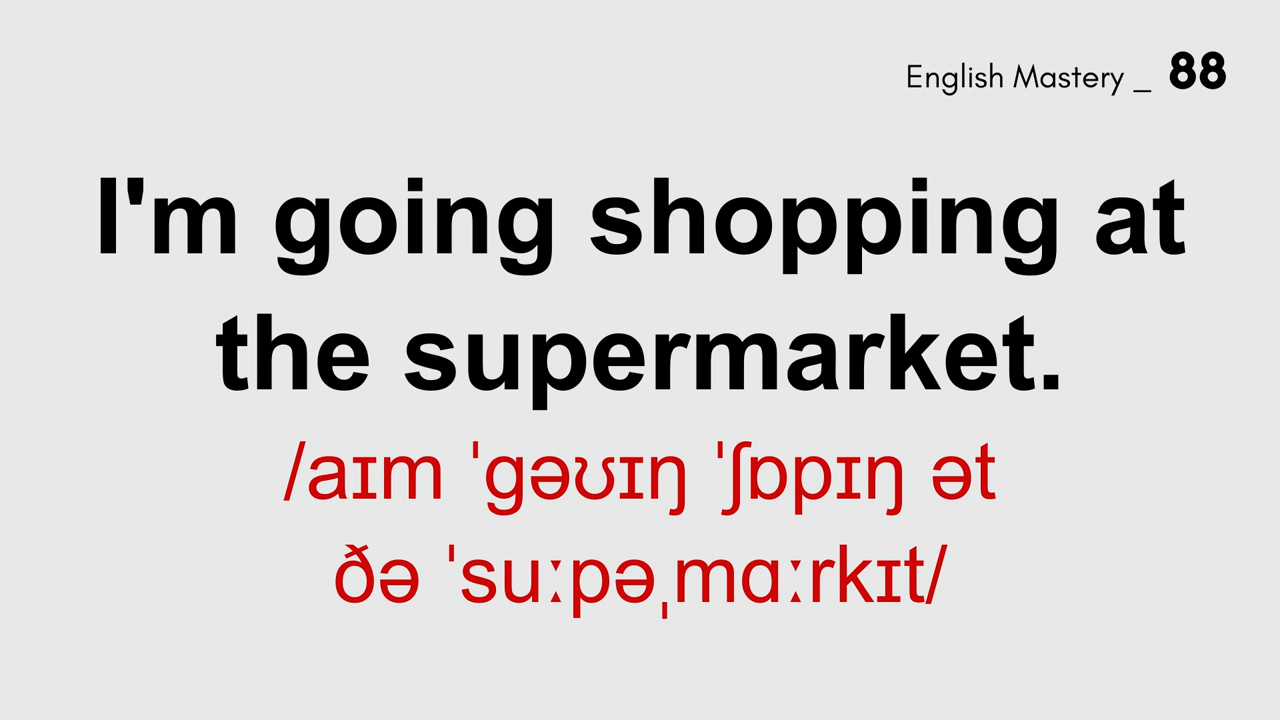 English Mastery _ 88
I'm going shopping at
the supermarket.
/aɪm ˈɡəʊɪŋ ˈʃɒpɪŋ ət
ðə ˈsuːpəˌmɑːrkɪt/